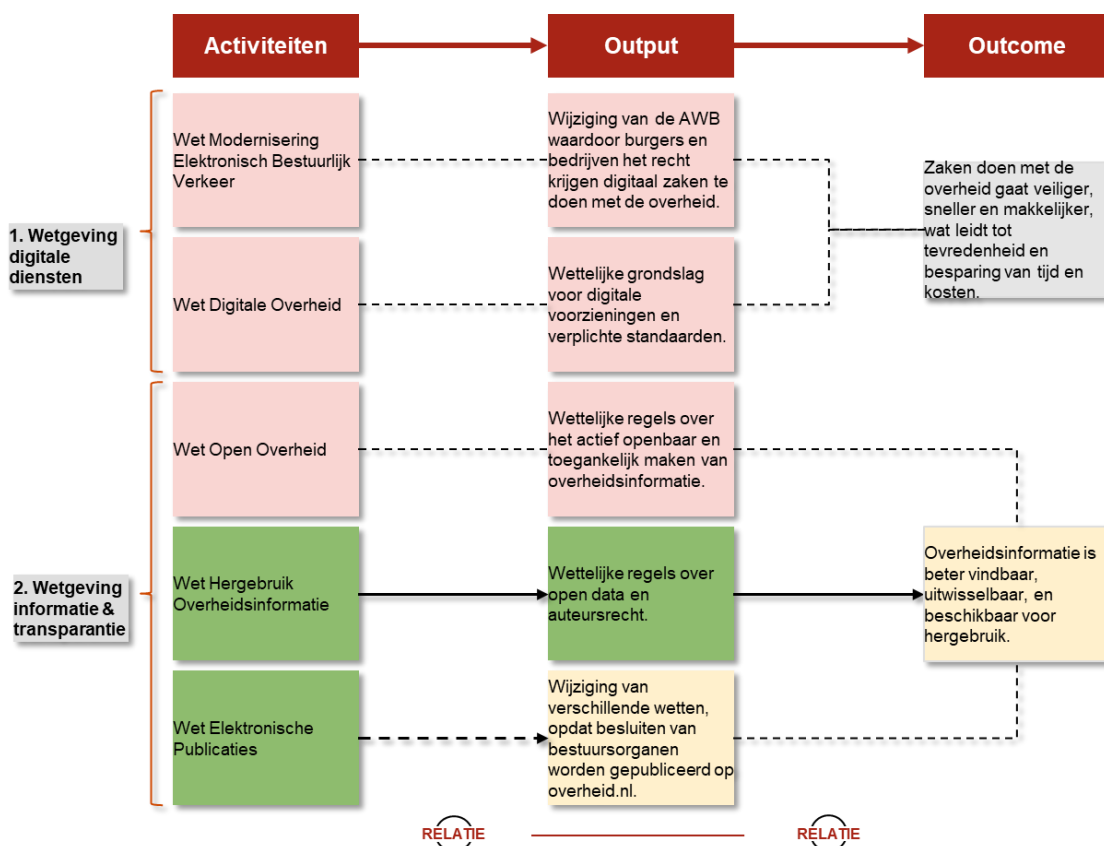 Activiteiten
Output
Outcome
1. Wetgeving
digitale
diensten
Wet Modernisering
Elektronisch Bestuurlijk
Verkeer
Wijziging van de AWB
waardoor burgers en
bedrijven het recht
krijgen digitaal zaken te
doen met de overheid.
Zaken doen met de
overheid gaat veiliger,
sneller en makkelijker,
wat leidt tot
tevredenheid en
besparing van tijd en
kosten.
Wet Digitale Overheid
Wettelijke grondslag
voor digitale
voorzieningen en
verplichte standaarden.
2. Wetgeving
informatie &
transparantie
Wet Open Overheid
Wettelijke regels over
het actief openbaar en
toegankelijk maken van
overheidsinformatie.
Wet Hergebruik
Overheidsinformatie
Wettelijke regels over
open data en
auteursrecht.
Overheidsinformatie is
beter vindbaar,
uitwisselbaar, en
beschikbaar voor
hergebruik.
Wet Elektronische
Publicaties
Wijziging van
verschillende wetten,
opdat besluiten van
bestuursorganen
worden gepubliceerd op
overheid.nl.
RELATIE
RELATIE